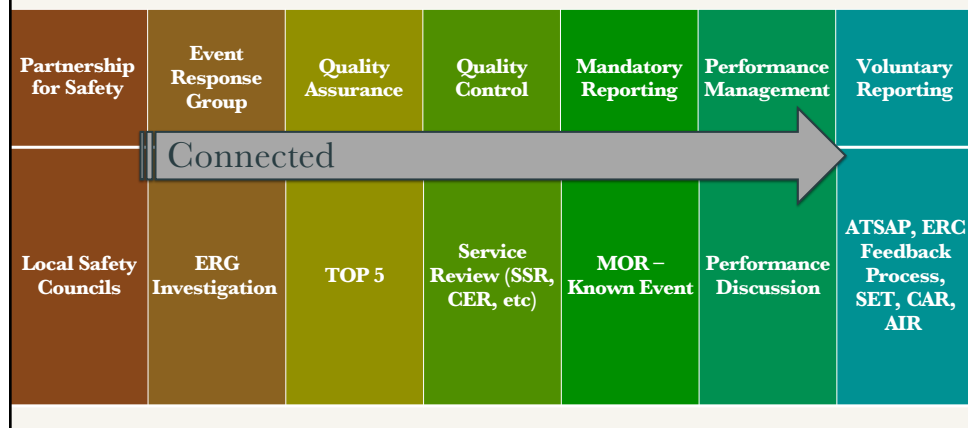 Partnership
for Safety
Event
Response
Group
Quality
Assurance
Quality
Control
Mandatory
Reporting
Performance
Management
Voluntary
Reporting
Connected
Local Safety
Councils
ERG
Investigation
TOP 5
Service
Review (SSR,
CER, etc)
MOR –
Known Event
Performance
Discussion
ATSAP, ERC
Feedback
Process,
SET, CAR,
AIR